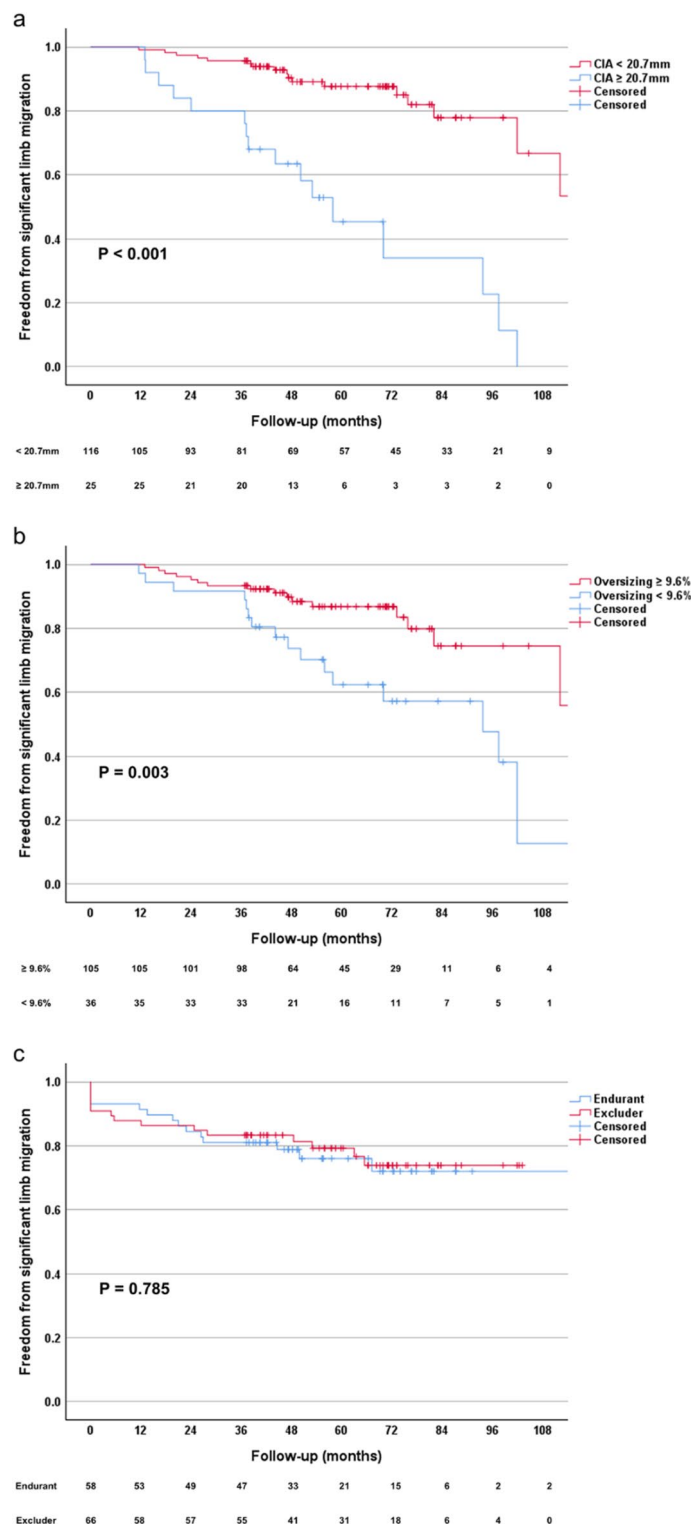 a
1.0
0.8
0.6
0.4
0.2
0.0
Freedom from significant limb migration
CIA < 20.7mm
CIA ≥ 20.7mm
Censored
Censored
P < 0.001
0 12 24 36 48 60 72 84 96 108
Follow-up (months)
< 20.7mm 116 105 93 81 69 57 45 33 21 9
≥ 20.7mm 25 25 21 20 13 6 3 3 2 0
b
1.0
0.8
0.6
0.4
0.2
0.0
Freedom from significant limb migration
Oversizing ≥ 9.6%
Oversizing < 9.6%
Censored
Censored
P = 0.003
0 12 24 36 48 60 72 84 96 108
Follow-up (months)
≥ 9.6% 105 105 101 98 64 45 29 11 6 4
< 9.6% 36 35 33 33 21 16 11 7 5 1
c
1.0
0.8
0.6
0.4
0.2
0.0
Freedom from significant limb migration
Endurant
Excluder
Censored
Censored
P = 0.785
0 12 24 36 48 60 72 84 96 108
Follow-up (months)
Endurant 58 53 49 47 33 21 15 6 2 2
Excluder 66 58 57 55 41 31 18 6 4 0